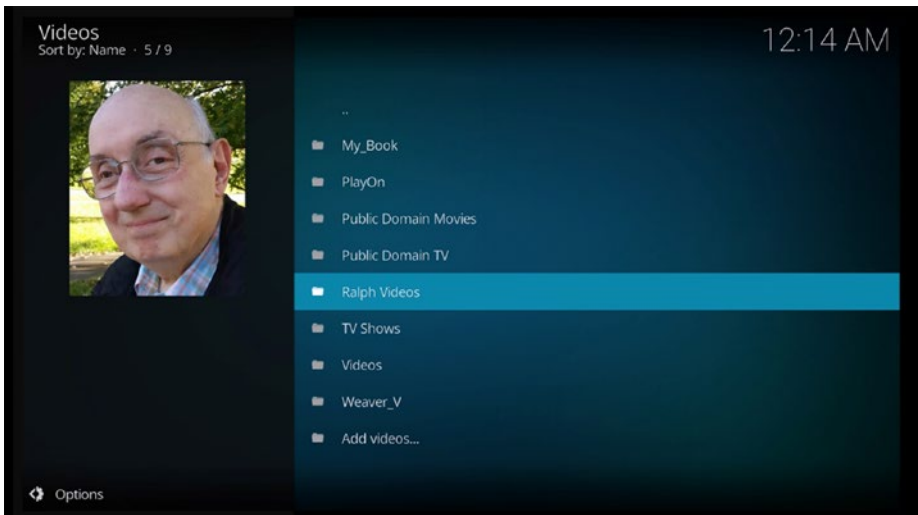 Videos
Sort by: Name · 5 / 9
12:14 AM
..
My_Book
PlayOn
Public Domain Movies
Public Domain TV
Ralph Videos
TV Shows
Videos
Weaver_V
Add videos...
Options